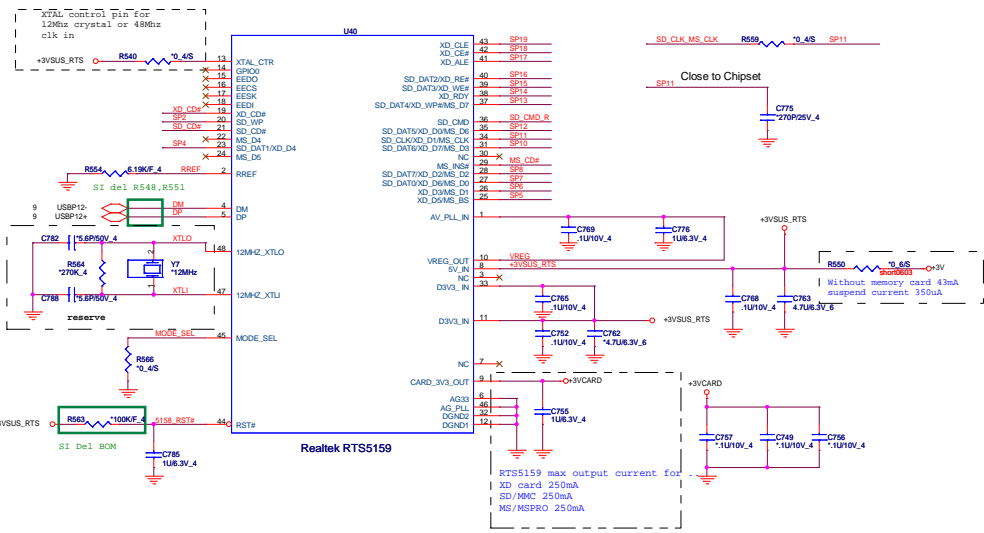 XTAL control pin for
12Mhz crystal or 48Mhz
clk in
+3VSUS_RTS
R540
*0_4/S
U40
13 XTAL_CTR
14 GPIO0
15 EEDO
16 EECS
17 EESK
18 EEDI
XD_CD# 19 XD_CD#
SP2 20 SD_WP
SD_CD# 21 SD_CD#
22 MS_D4
SP4 23 SD_DAT1/XD_D4
24 MS_D5
R554 6.19K/F_4 RREF 2 RREF
SI del R548,R551
9 USBP12- DM 4 DM
9 USBP12+ DP 5 DP
C782 *5.6P/50V_4 XTLO 48 12MHZ_XTLO
R564
*270K_4
2
Y7
*12MHz
1
C788 *5.6P/50V_4 XTLI 47 12MHZ_XTLI
reserve
MODE_SEL 45 MODE_SEL
R566
*0_4/S
VSUS_RTS R563 *100K/F_4 5158_RST# 44 RST#
SI Del BOM
C785
1U/6.3V_4
Realtek RTS5159
XD_CLE 43 SP19
XD_CE# 42 SP18
XD_ALE 41 SP17
SD_DAT2/XD_RE# 40 SP16
SD_DAT3/XD_WE# 39 SP15
XD_RDY 38 SP14
SD_DAT4/XD_WP#/MS_D7 37 SP13
SD_CMD 36 SD_CMD_R
SD_DAT5/XD_D0/MS_D6 35 SP12
SD_CLK/XD_D1/MS_CLK 34 SP11
SD_DAT6/XD_D7/MS_D3 31 SP10
NC 30
MS_INS# 29 MS_CD#
SD_DAT7/XD_D2/MS_D2 28 SP8
SD_DAT0/XD_D6/MS_D0 27 SP7
XD_D3/MS_D1 26 SP6
XD_D5/MS_BS 25 SP5
AV_PLL_IN 1
C769
.1U/10V_4
C776
1U/6.3V_4
VREG_OUT 10 VREG
5V_IN 8 +3VSUS_RTS
NC 3
D3V3_IN 33
C765
.1U/10V_4
D3V3_IN 11
+3VSUS_RTS
C752
.1U/10V_4
C762
*4.7U/6.3V_6
NC 7
CARD_3V3_OUT 9 +3VCARD
AG33 6
AG_PLL 46
DGND2 32
DGND1 12
C755
1U/6.3V_4
RTS5159 max output current for ..
XD card 250mA
SD/MMC 250mA
MS/MSPRO 250mA
SD_CLK_MS_CLK R559 *0_4/S SP11
Close to Chipset
SP11
C775
*270P/25V_4
+3VSUS_RTS
C768
.1U/10V_4
C763
4.7U/6.3V_6
R550 *0_6/S
short0603
+3V
Without memory card 43mA
suspend current 350uA
+3VCARD
C757
*.1U/10V_4
C749
*.1U/10V_4
C756
*.1U/10V_4